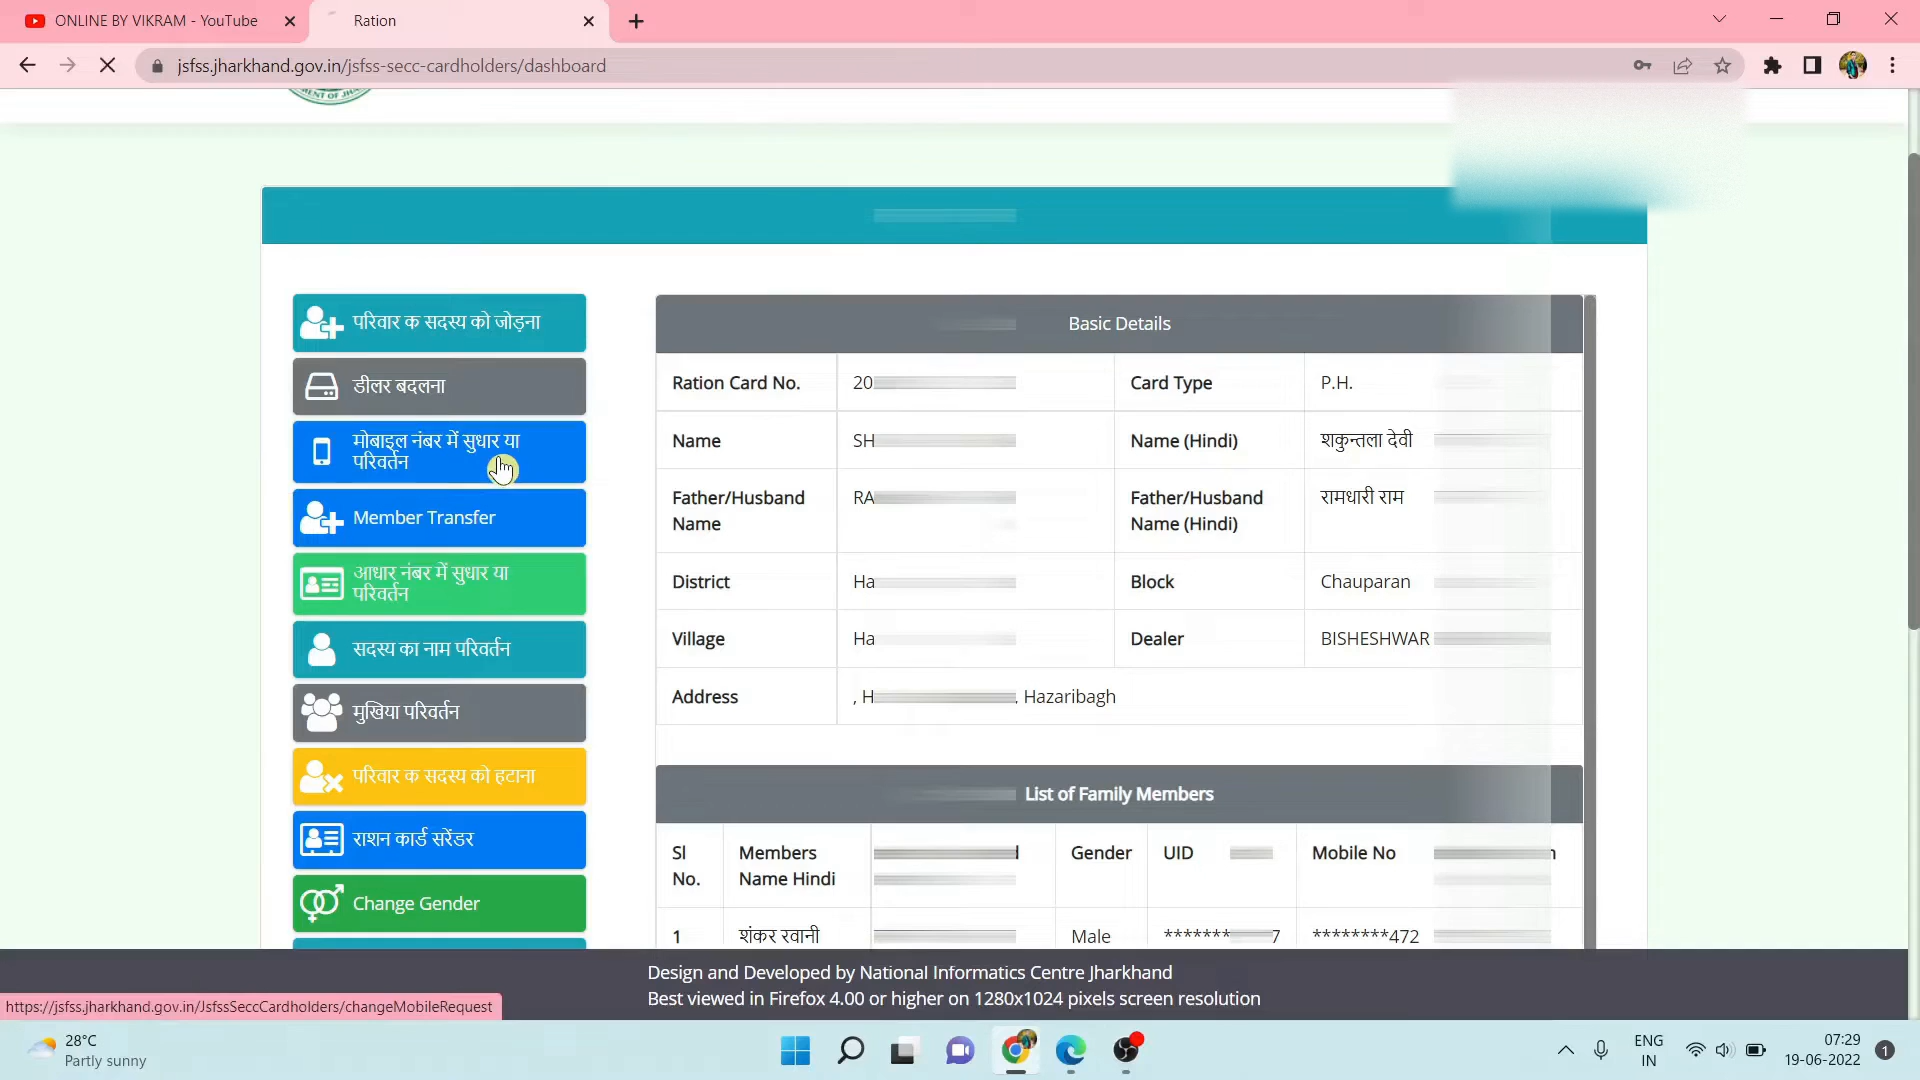 ONLINE BY VIKRAM - YouTube
Ration
jsfss.jharkhand.gov.in/jsfss-secc-cardholders/dashboard
परिवार क सदस्य को जोड़ना
डीलर बदलना
मोबाइल नंबर में सुधार या
परिवर्तन
Member Transfer
आधार नंबर में सुधार या
परिवर्तन
सदस्य का नाम परिवर्तन
मुखिया परिवर्तन
परिवार क सदस्य को हटाना
राशन कार्ड सरेंडर
Change Gender
Basic Details
Ration Card No. 20 Card Type P.H.
Name SH Name (Hindi) शकुन्तला देवी
Father/Husband Name RA Father/Husband Name (Hindi) रामधारी राम
District Ha Block Chauparan
Village Ha Dealer BISHESHWAR
Address , H , Hazaribagh
List of Family Members
Sl No. Members Name Hindi Gender UID Mobile No
1 शंकर रवानी Male *******7 ********472
Design and Developed by National Informatics Centre Jharkhand
Best viewed in Firefox 4.00 or higher on 1280x1024 pixels screen resolution
https://jsfss.jharkhand.gov.in/JsfssSeccCardholders/changeMobileRequest
28°C
Partly sunny
ENG
IN
07:29
19-06-2022
1